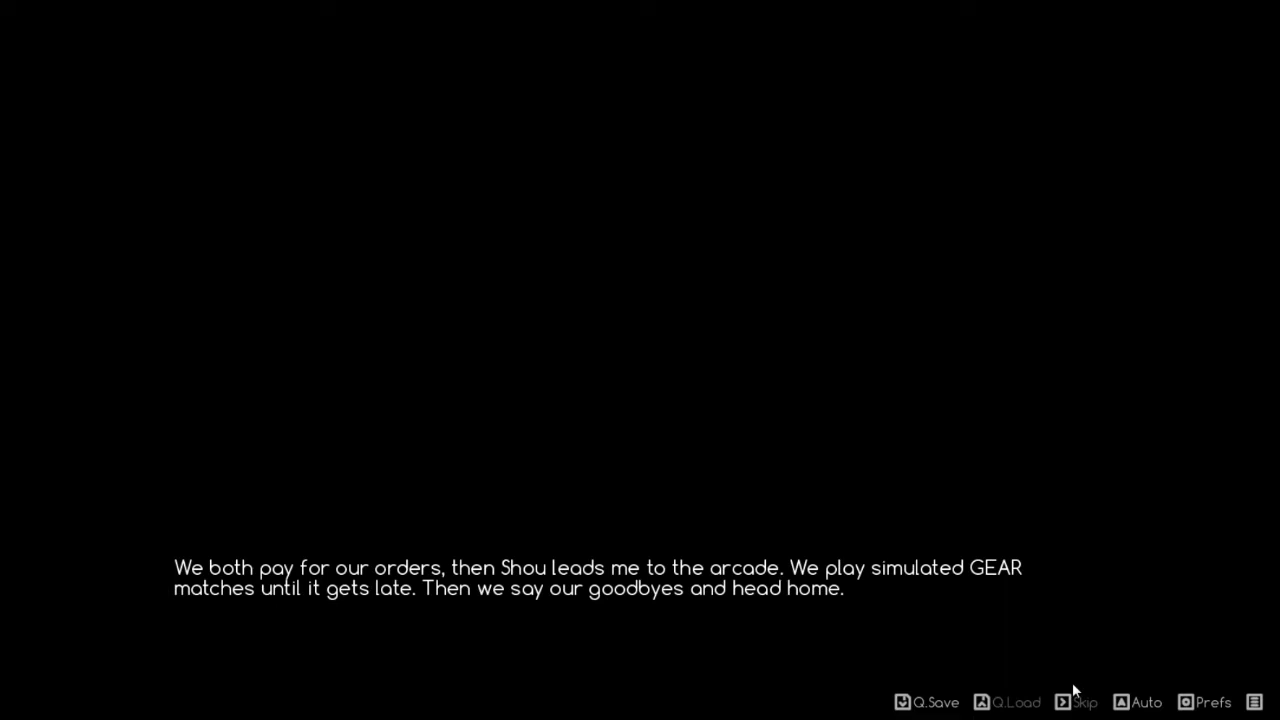 We both pay for our orders, then Shou leads me to the arcade. We play simulated GEAR
matches until it gets late. Then we say our goodbyes and head home.
Q.Save Q.Load Skip Auto Prefs